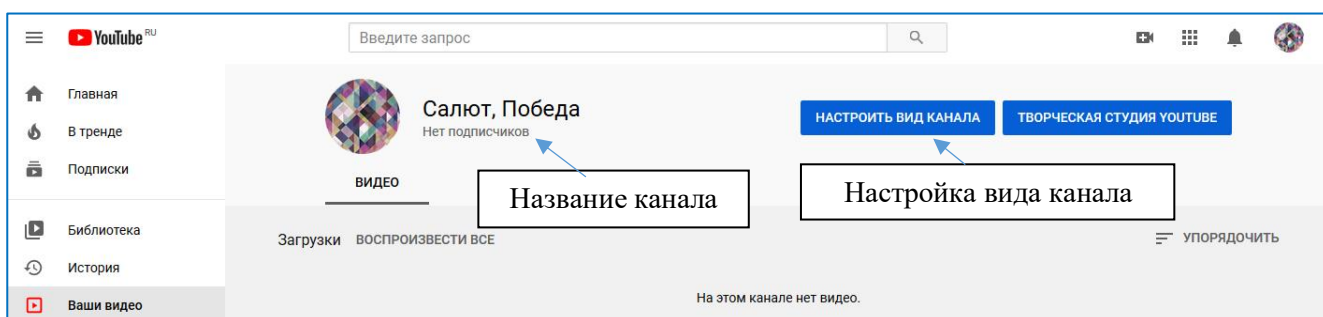 YouTube RU
Введите запрос
Главная
В тренде
Подписки
Библиотека
История
Ваши видео
Салют, Победа
Нет подписчиков
НАСТРОИТЬ ВИД КАНАЛА
ТВОРЧЕСКАЯ СТУДИЯ YOUTUBE
ВИДЕО
Название канала
Настройка вида канала
Загрузки ВОСПРОИЗВЕСТИ ВСЕ
УПОРЯДОЧИТЬ
На этом канале нет видео.